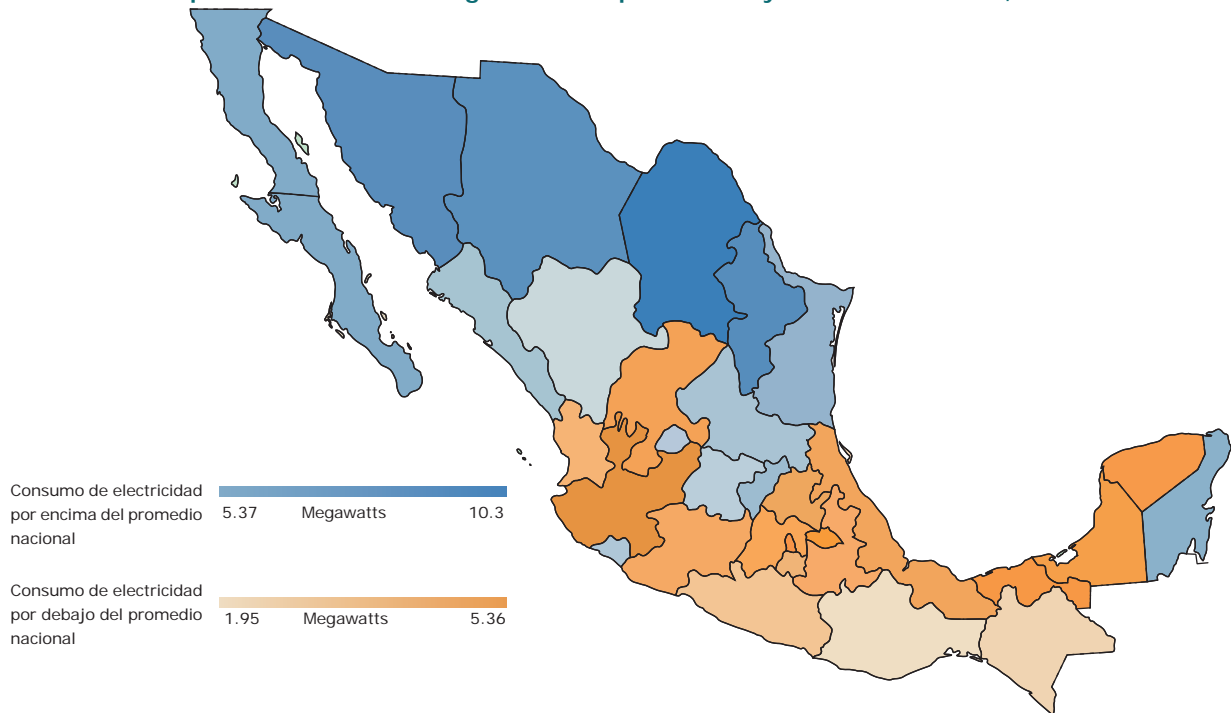 Consumo de electricidad
por encima del promedio
nacional
5.37 Megawatts 10.3
Consumo de electricidad
por debajo del promedio
nacional
1.95 Megawatts 5.36